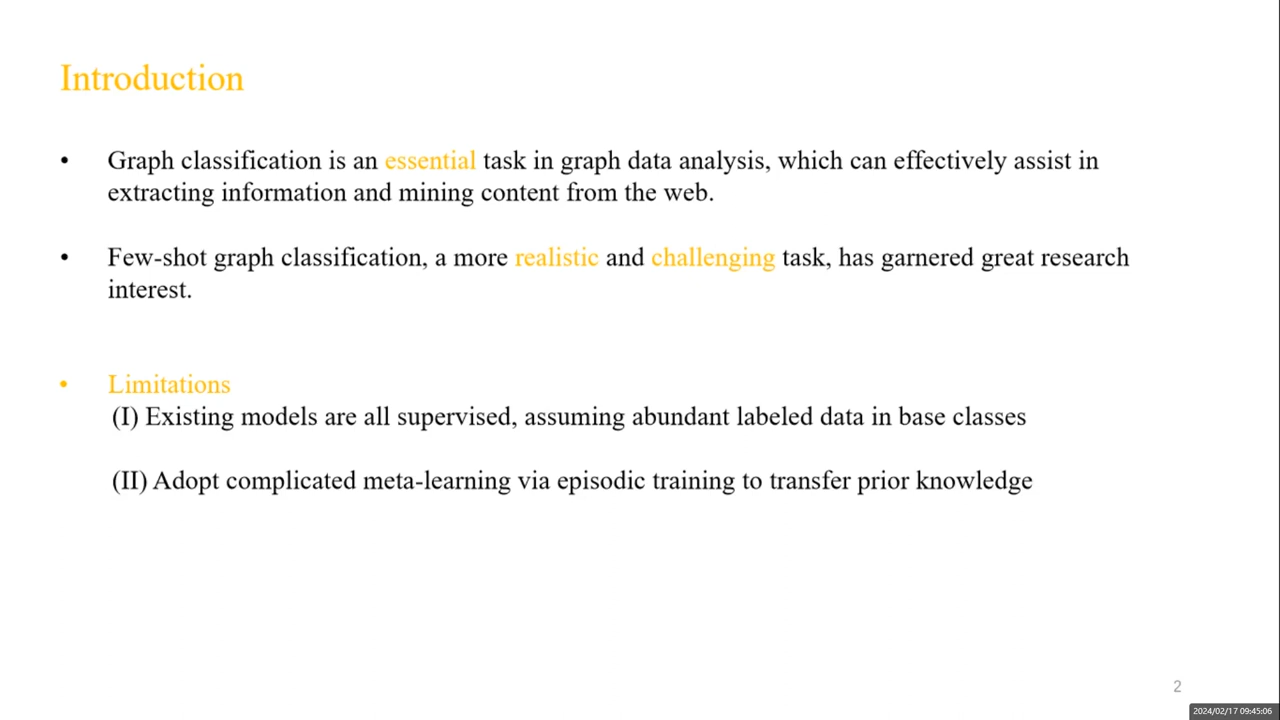 Introduction
• Graph classification is an essential task in graph data analysis, which can effectively assist in
extracting information and mining content from the web.
• Few-shot graph classification, a more realistic and challenging task, has garnered great research
interest.
• Limitations
(I) Existing models are all supervised, assuming abundant labeled data in base classes
(II) Adopt complicated meta-learning via episodic training to transfer prior knowledge
2
2024/02/17 09:45:06